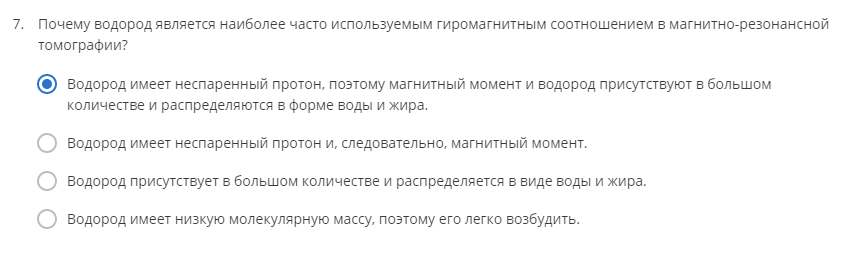 7. Почему водород является наиболее часто используемым гиромагнитным соотношением в магнитно-резонансной
томографии?
Водород имеет неспаренный протон, поэтому магнитный момент и водород присутствуют в большом
количестве и распределяются в форме воды и жира.
Водород имеет неспаренный протон и, следовательно, магнитный момент.
Водород присутствует в большом количестве и распределяется в виде воды и жира.
Водород имеет низкую молекулярную массу, поэтому его легко возбудить.